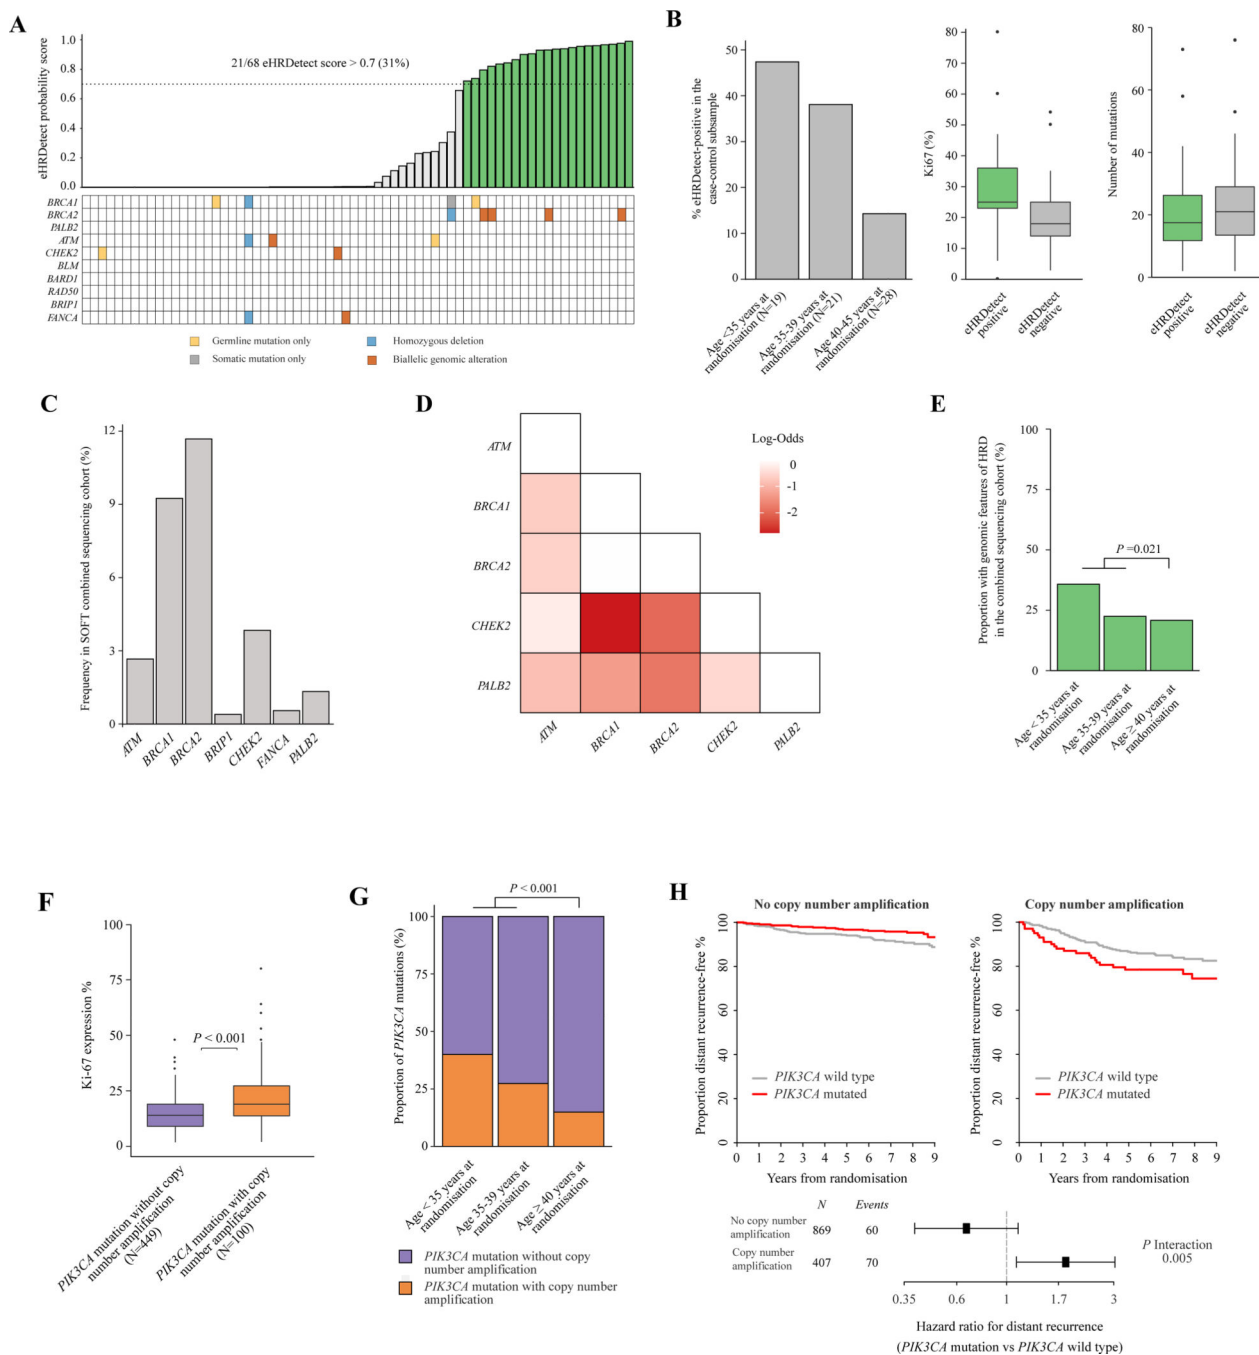 A
eHRDetect probability score
1.0
0.8
0.6
0.4
0.2
0.0
21/68 eHRDetect score > 0.7 (31%)
BRCA1
BRCA2
PALB2
ATM
CHEK2
BLM
BARD1
RAD50
BRIP1
FANCA
Germline mutation only
Homozygous deletion
Somatic mutation only
Biallelic genomic alteration
B
% eHRDetect-positive in the
case-control subsample
50
40
30
20
10
0
Age <35 years at
randomisation (N=19)
Age 35-39 years at
randomisation (N=21)
Age 40-45 years at
randomisation (N=28)
Ki67 (%)
80
70
60
50
40
30
20
10
0
eHRDetect
positive
eHRDetect
negative
Number of mutations
80
60
40
20
0
eHRDetect
positive
eHRDetect
negative
C
Frequency in SOFT combined sequencing cohort (%)
12
9
6
3
0
ATM
BRCA1
BRCA2
BRIP1
CHEK2
FANCA
PALB2
D
ATM
BRCA1
BRCA2
CHEK2
PALB2
ATM
BRCA1
BRCA2
CHEK2
PALB2
Log-Odds
0
-1
-2
E
Proportion with genomic features of HRD
in the combined sequencing cohort (%)
100
75
50
25
0
P =0.021
Age < 35 years at
randomisation
Age 35-39 years at
randomisation
Age ≥ 40 years at
randomisation
F
Ki-67 expression %
100
75
50
25
0
P < 0.001
PIK3CA mutation without copy
number amplification
(N=449)
PIK3CA mutation with copy
number amplification
(N=100)
G
Proportion of PIK3CA mutations (%)
100
75
50
25
0
P < 0.001
Age < 35 years at
randomisation
Age 35-39 years at
randomisation
Age ≥ 40 years at
randomisation
PIK3CA mutation without copy
number amplification
PIK3CA mutation with copy number
amplification
H
No copy number amplification
Proportion distant recurrence-free %
100
80
60
40
20
0
PIK3CA wild type
PIK3CA mutated
0 1 2 3 4 5 6 7 8 9
Years from randomisation
Copy number amplification
Proportion distant recurrence-free %
100
80
60
40
20
0
PIK3CA wild type
PIK3CA mutated
0 1 2 3 4 5 6 7 8 9
Years from randomisation
N Events
No copy number
amplification
869 60
Copy number
amplification
407 70
P Interaction
0.005
0.35 0.6 1 1.7 3
Hazard ratio for distant recurrence
(PIK3CA mutation vs PIK3CA wild type)